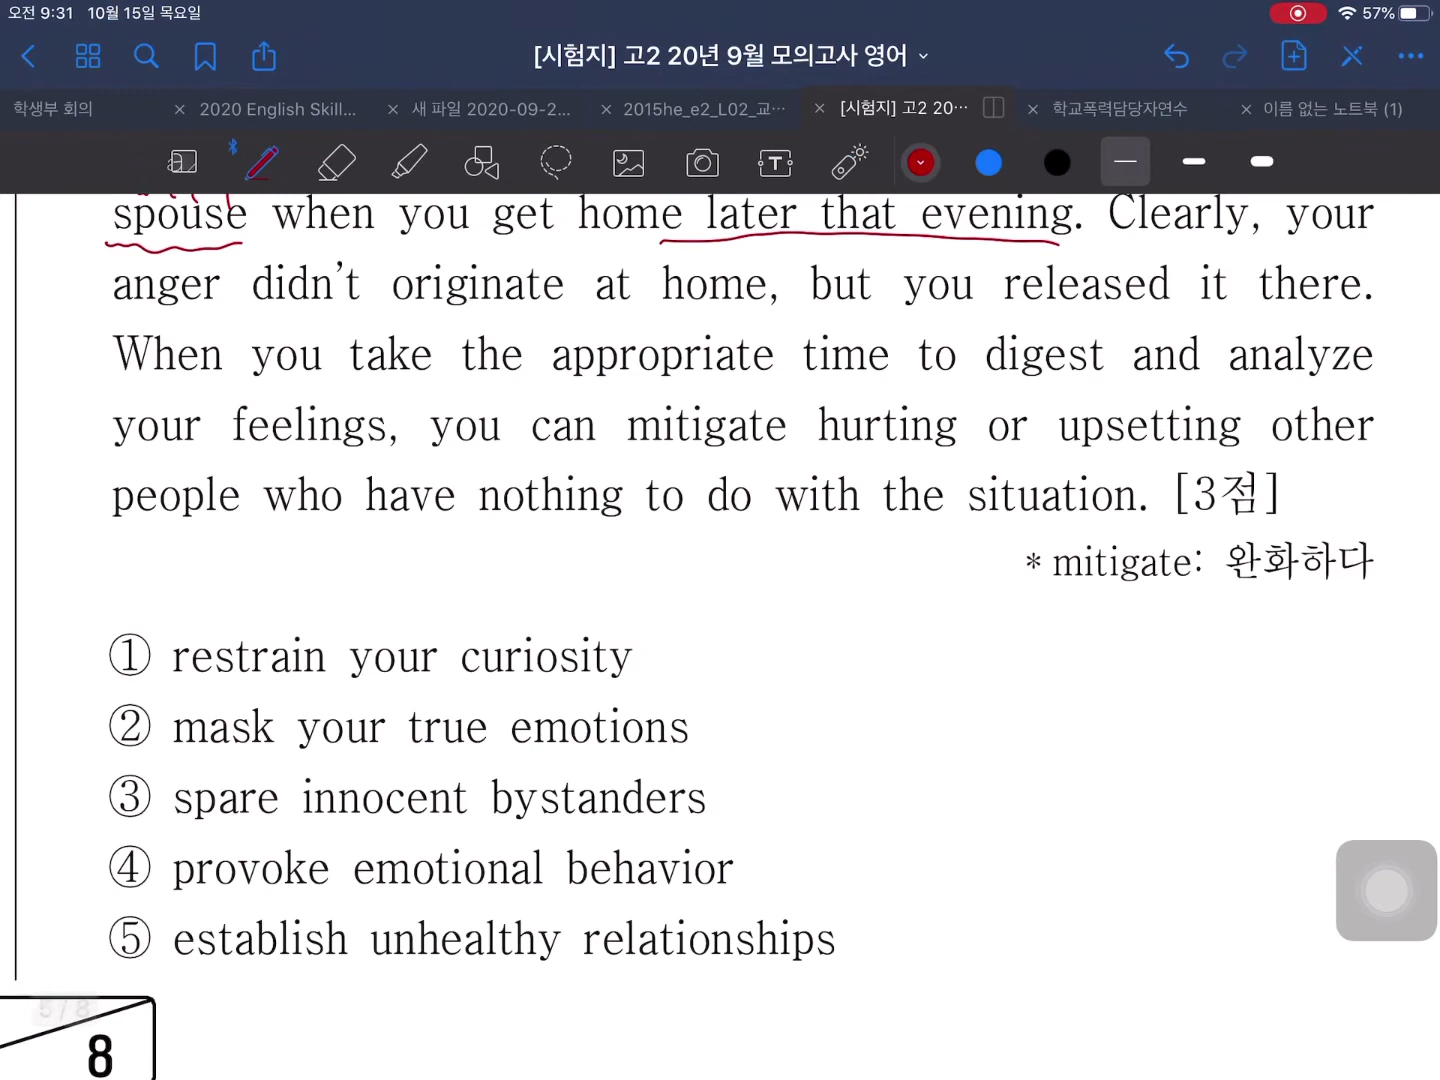 오전 9:31 10월 15일 목요일 57%
[시험지] 고2 20년 9월 모의고사 영어
학생부 회의 × 2020 English Skill... × 새 파일 2020-09-2... × 2015he_e2_L02_교... × [시험지] 고2 20... × 학교폭력담당자연수 × 이름 없는 노트북 (1)
spouse when you get home later that evening. Clearly, your
anger didn't originate at home, but you released it there.
When you take the appropriate time to digest and analyze
your feelings, you can mitigate hurting or upsetting other
people who have nothing to do with the situation. [3점]
* mitigate: 완화하다
① restrain your curiosity
② mask your true emotions
③ spare innocent bystanders
④ provoke emotional behavior
⑤ establish unhealthy relationships
5 / 8
8